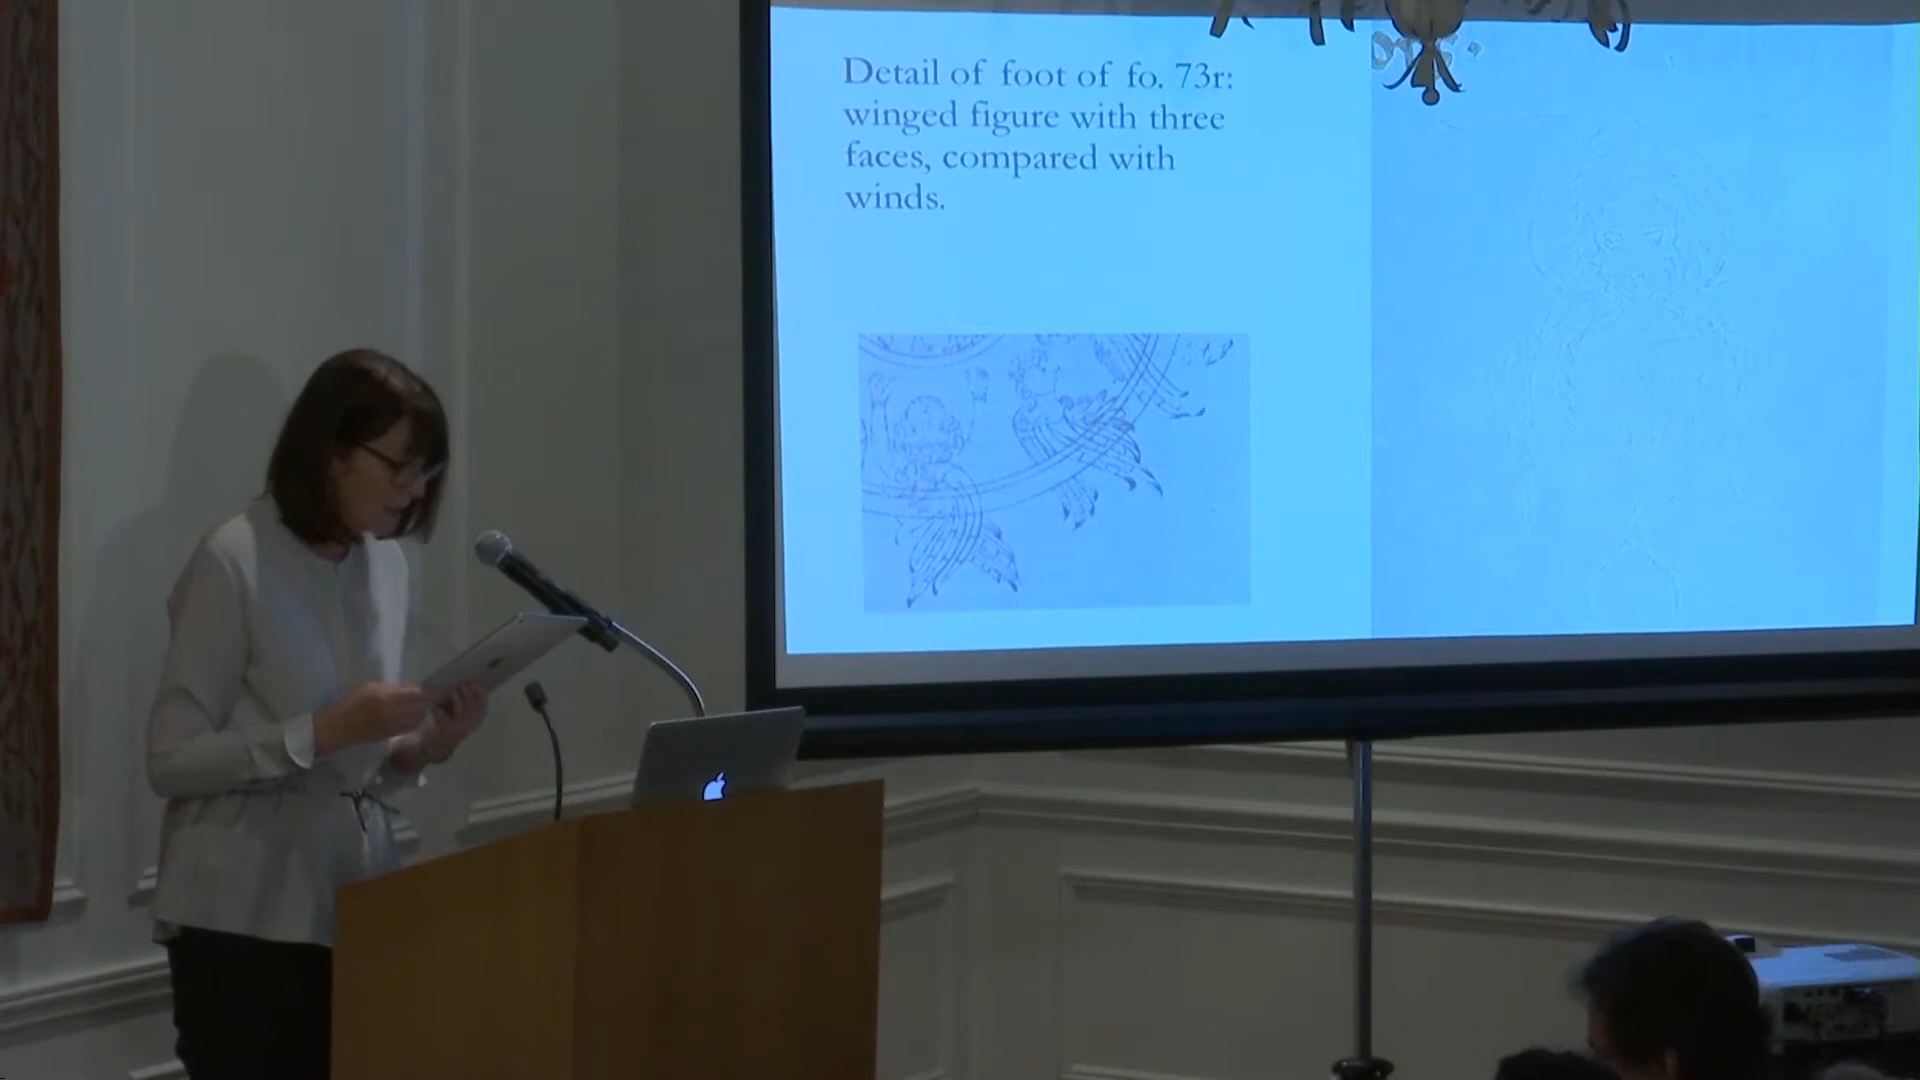 Detail of foot of fo. 73r:
winged figure with three
faces, compared with
winds.